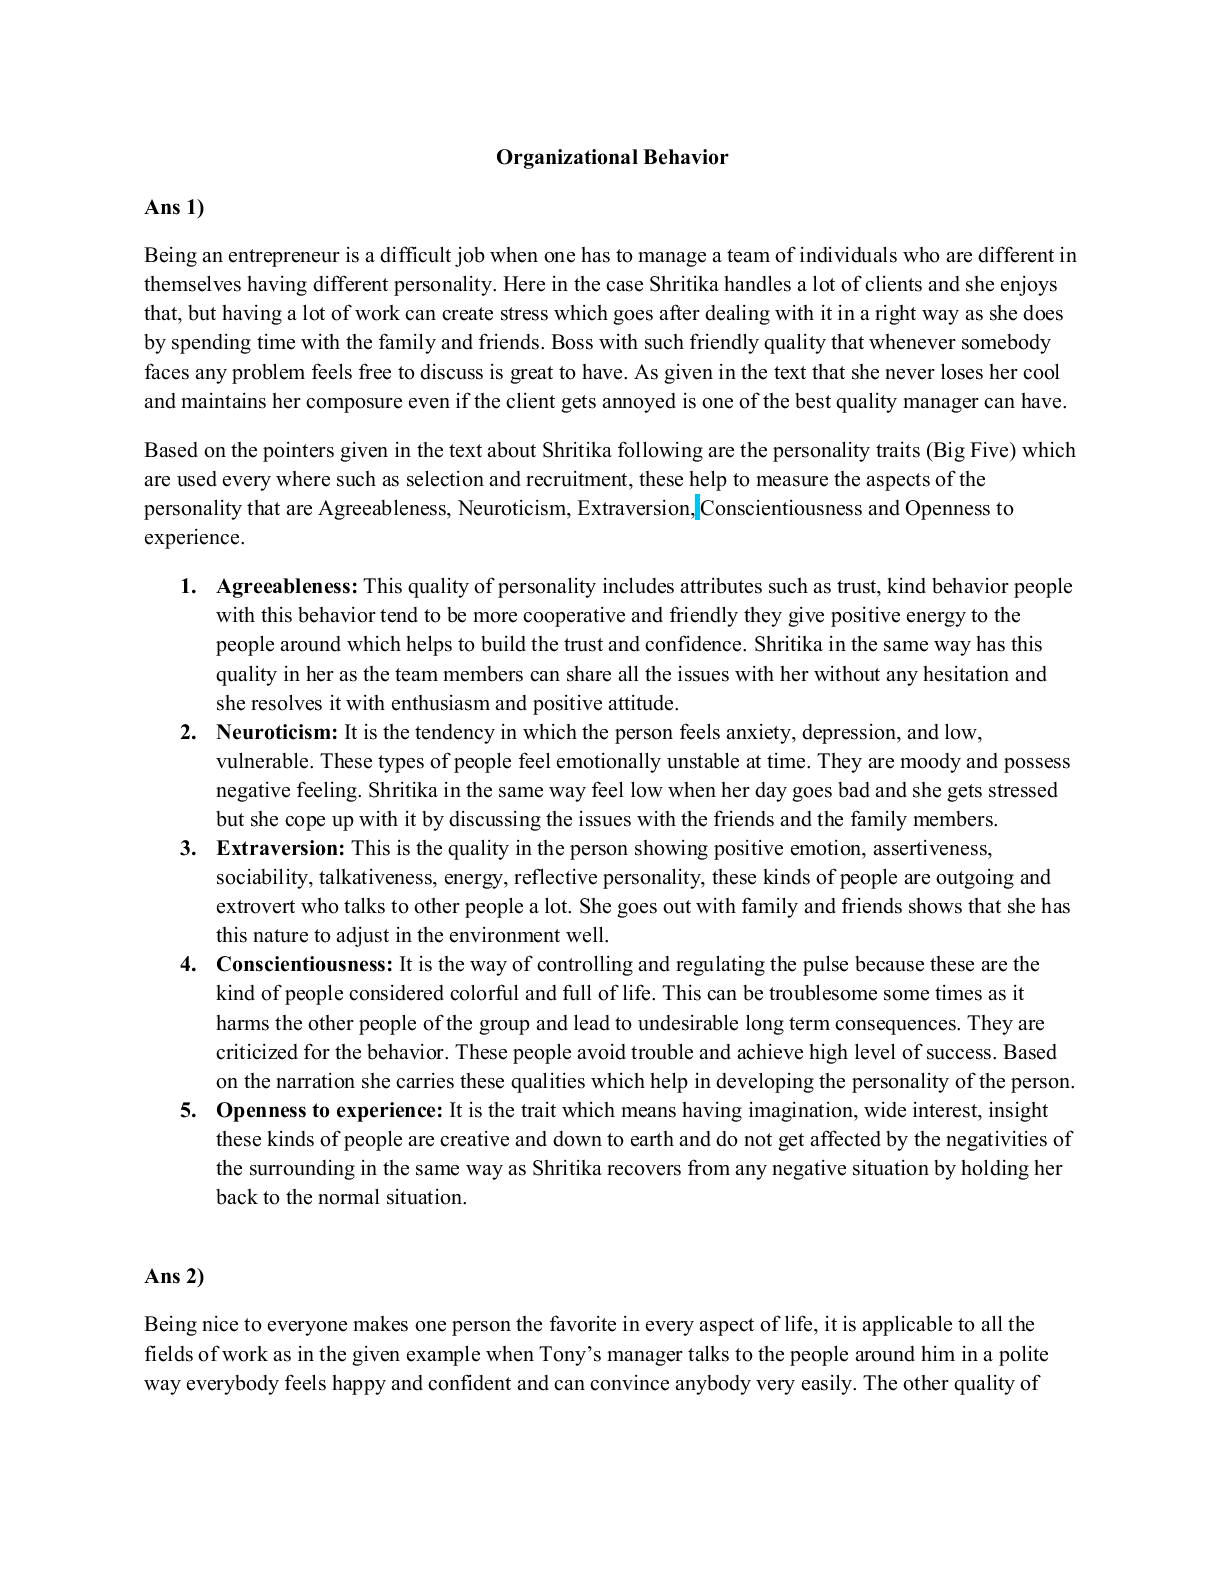 Organizational Behavior
Ans 1)
Being an entrepreneur is a difficult job when one has to manage a team of individuals who are different in
themselves having different personality. Here in the case Shritika handles a lot of clients and she enjoys
that, but having a lot of work can create stress which goes after dealing with it in a right way as she does
by spending time with the family and friends. Boss with such friendly quality that whenever somebody
faces any problem feels free to discuss is great to have. As given in the text that she never loses her cool
and maintains her composure even if the client gets annoyed is one of the best quality manager can have.
Based on the pointers given in the text about Shritika following are the personality traits (Big Five) which
are used every where such as selection and recruitment, these help to measure the aspects of the
personality that are Agreeableness, Neuroticism, Extraversion, Conscientiousness and Openness to
experience.
1. Agreeableness: This quality of personality includes attributes such as trust, kind behavior people
with this behavior tend to be more cooperative and friendly they give positive energy to the
people around which helps to build the trust and confidence. Shritika in the same way has this
quality in her as the team members can share all the issues with her without any hesitation and
she resolves it with enthusiasm and positive attitude.
2. Neuroticism: It is the tendency in which the person feels anxiety, depression, and low,
vulnerable. These types of people feel emotionally unstable at time. They are moody and possess
negative feeling. Shritika in the same way feel low when her day goes bad and she gets stressed
but she cope up with it by discussing the issues with the friends and the family members.
3. Extraversion: This is the quality in the person showing positive emotion, assertiveness,
sociability, talkativeness, energy, reflective personality, these kinds of people are outgoing and
extrovert who talks to other people a lot. She goes out with family and friends shows that she has
this nature to adjust in the environment well.
4. Conscientiousness: It is the way of controlling and regulating the pulse because these are the
kind of people considered colorful and full of life. This can be troublesome some times as it
harms the other people of the group and lead to undesirable long term consequences. They are
criticized for the behavior. These people avoid trouble and achieve high level of success. Based
on the narration she carries these qualities which help in developing the personality of the person.
5. Openness to experience: It is the trait which means having imagination, wide interest, insight
these kinds of people are creative and down to earth and do not get affected by the negativities of
the surrounding in the same way as Shritika recovers from any negative situation by holding her
back to the normal situation.
Ans 2)
Being nice to everyone makes one person the favorite in every aspect of life, it is applicable to all the
fields of work as in the given example when Tony’s manager talks to the people around him in a polite
way everybody feels happy and confident and can convince anybody very easily. The other quality of